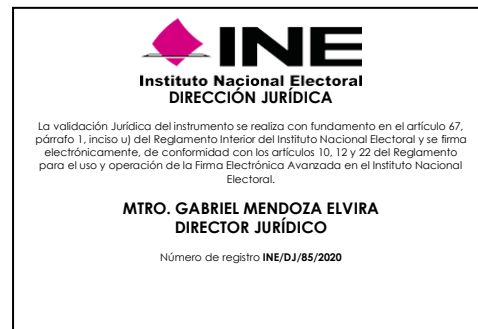 INE
Instituto Nacional Electoral
DIRECCIÓN JURÍDICA
La validación Jurídica del instrumento se realiza con fundamento en el artículo 67,
párrafo 1, inciso u) del Reglamento Interior del Instituto Nacional Electoral y se firma
electrónicamente, de conformidad con los artículos 10, 12 y 22 del Reglamento
para el uso y operación de la Firma Electrónica Avanzada en el Instituto Nacional
Electoral.
MTRO. GABRIEL MENDOZA ELVIRA
DIRECTOR JURÍDICO
Número de registro INE/DJ/85/2020